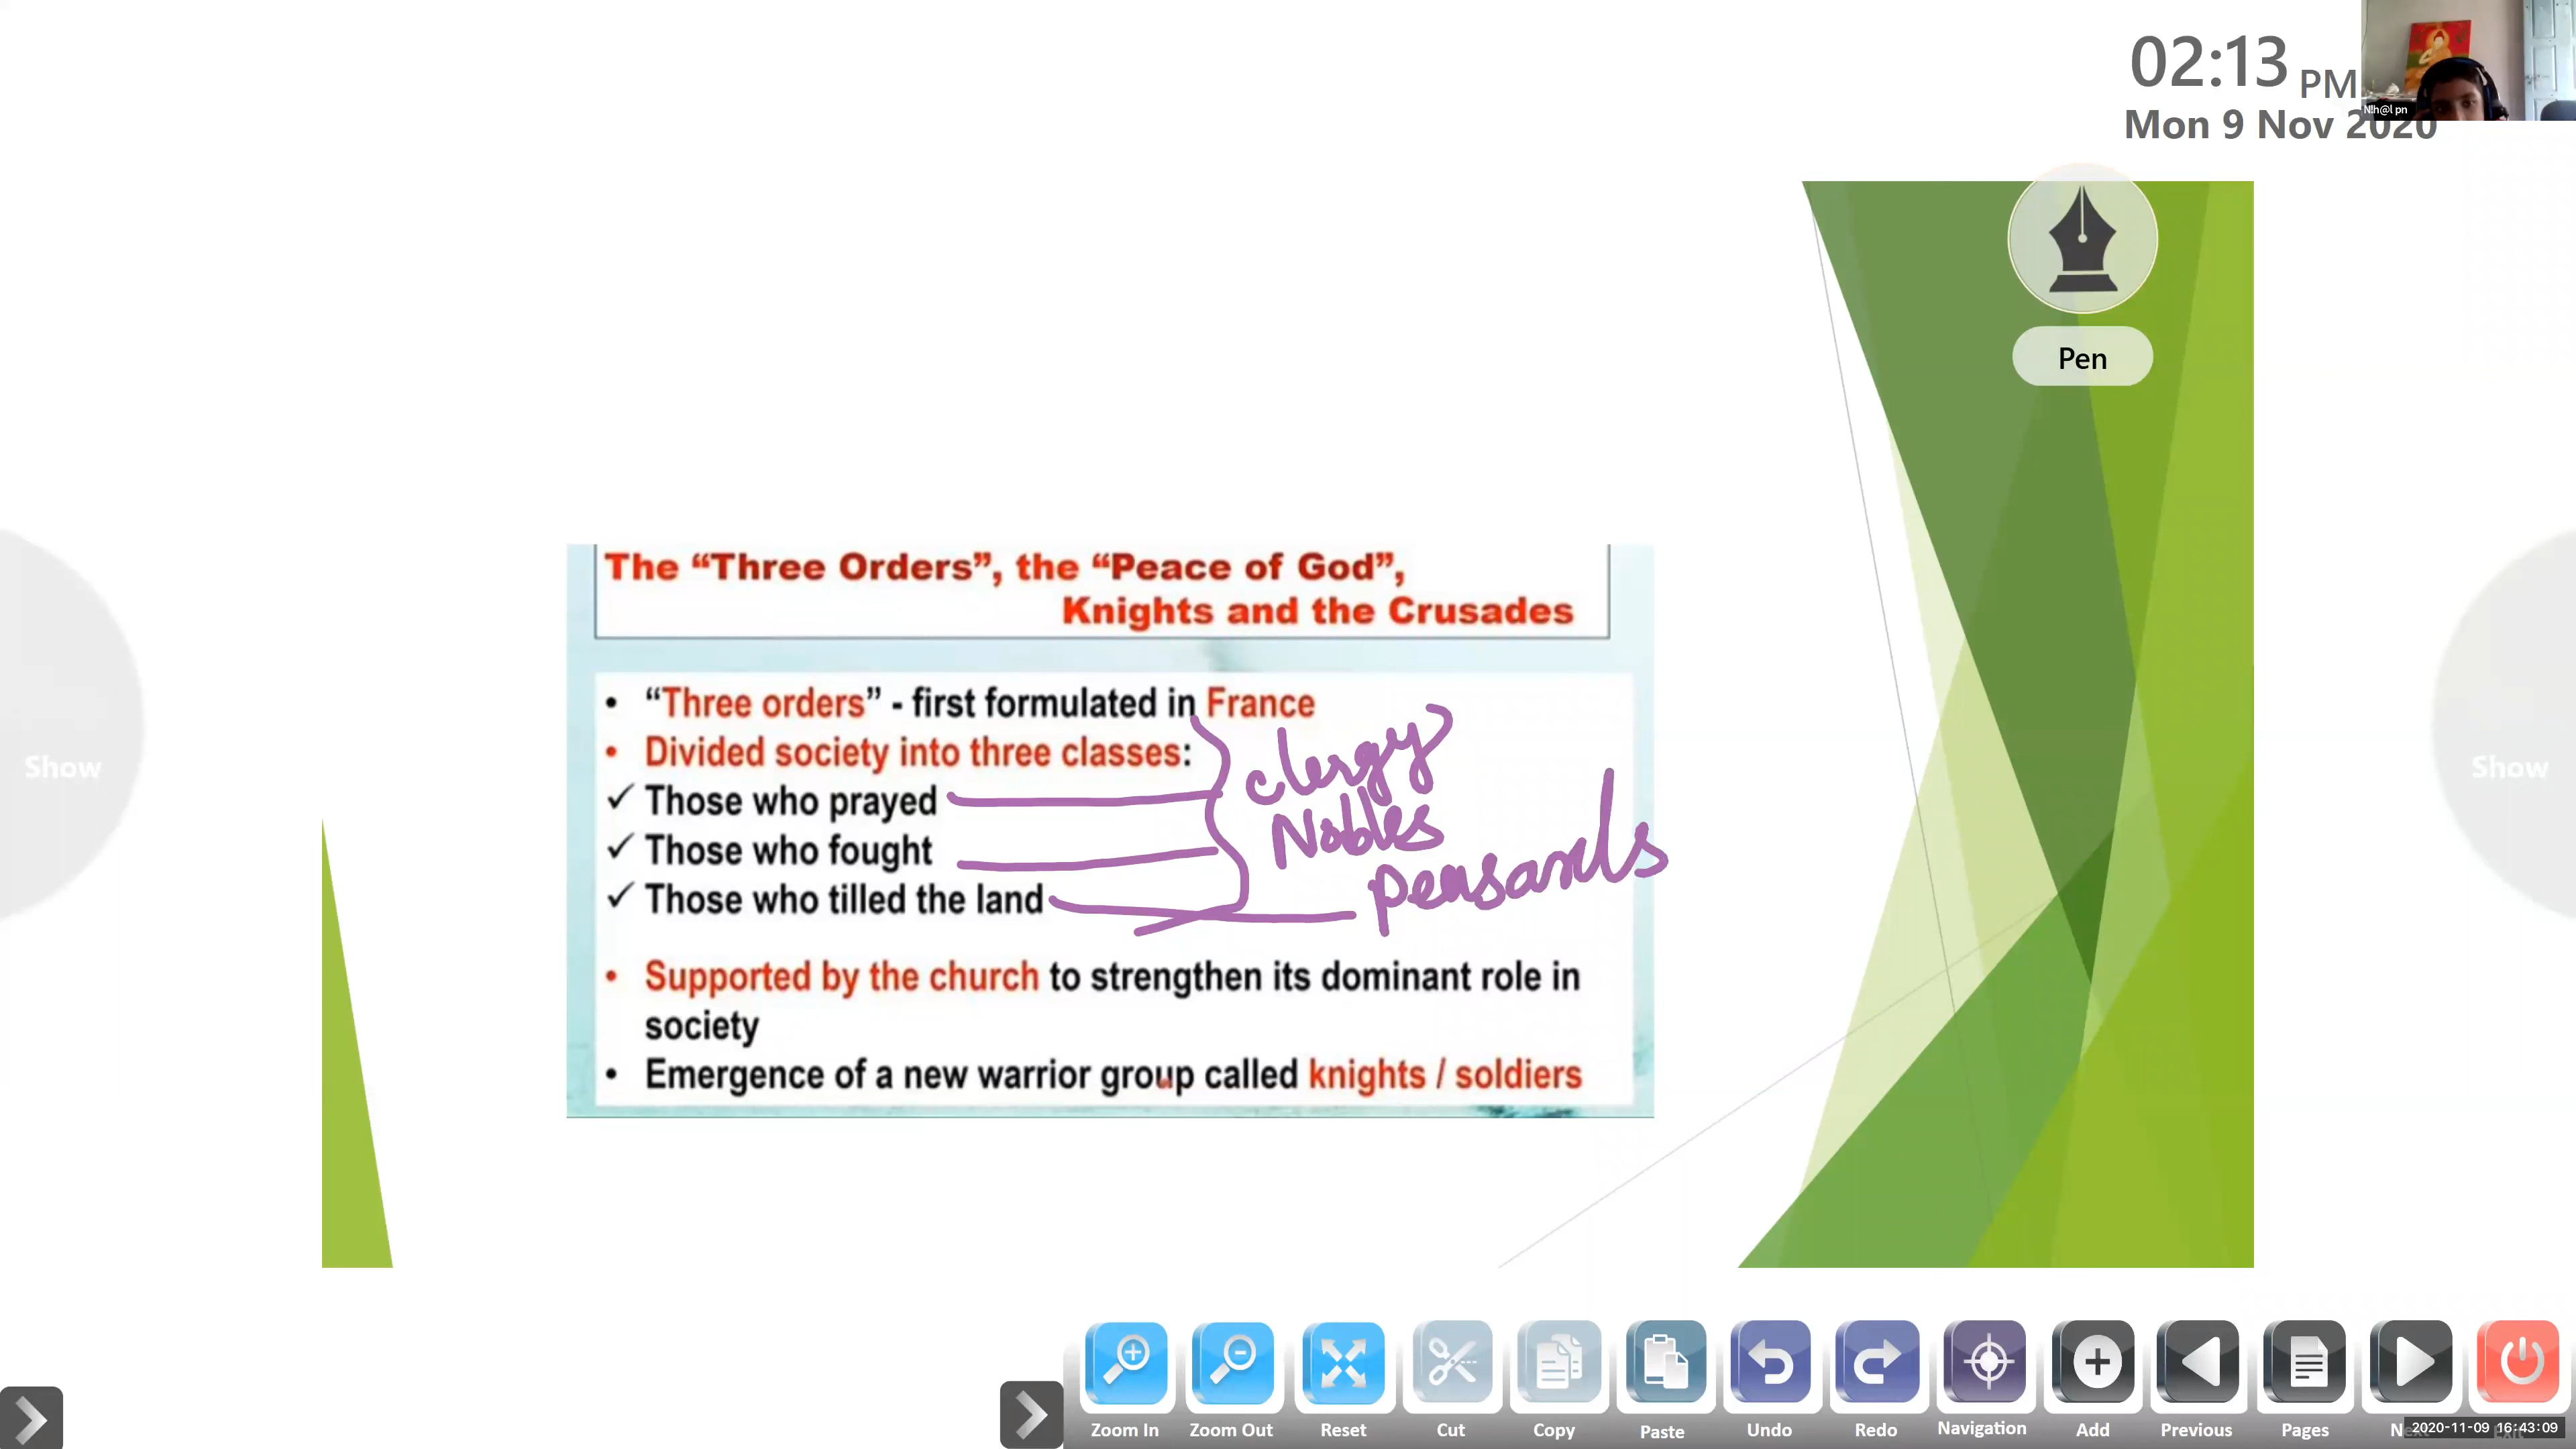 02:13 PM
Mon 9 Nov 2020
N!h@l pn
Pen
The “Three Orders”, the “Peace of God”,
Knights and the Crusades
• “Three orders” - first formulated in France
• Divided society into three classes:
✓ Those who prayed
clergy
✓ Those who fought
Nobles
✓ Those who tilled the land
peasants
• Supported by the church to strengthen its dominant role in
society
• Emergence of a new warrior group called knights / soldiers
Show
Show
Zoom In Zoom Out Reset Cut Copy Paste Undo Redo Navigation Add Previous Pages
2020-11-09 16:43:09